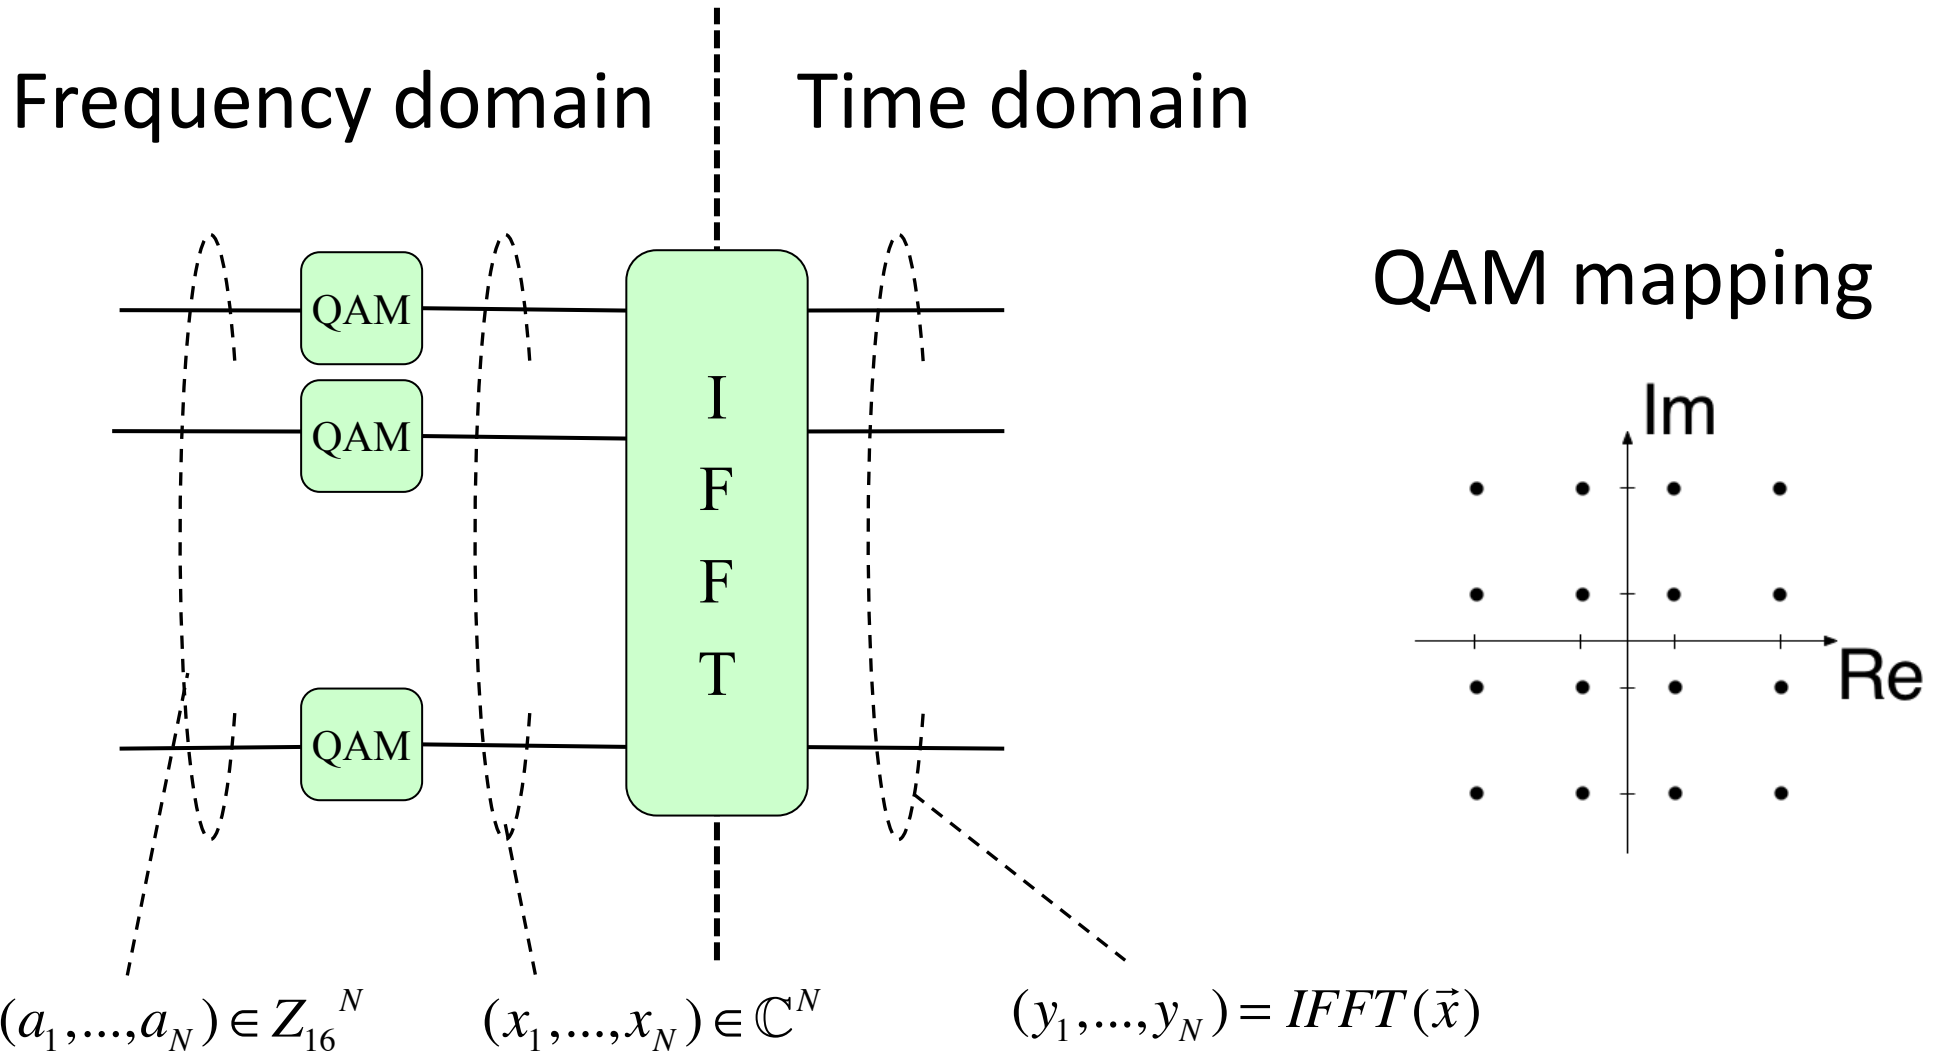 Frequency domain
Time domain
QAM mapping
QAM
QAM
QAM
I
F
F
T
Im
Re
(a₁,...,a_N) ∈ Z₁₆^N
(x₁,...,x_N) ∈ ℂ^N
(y₁,...,y_N) = IFFT(x⃗)